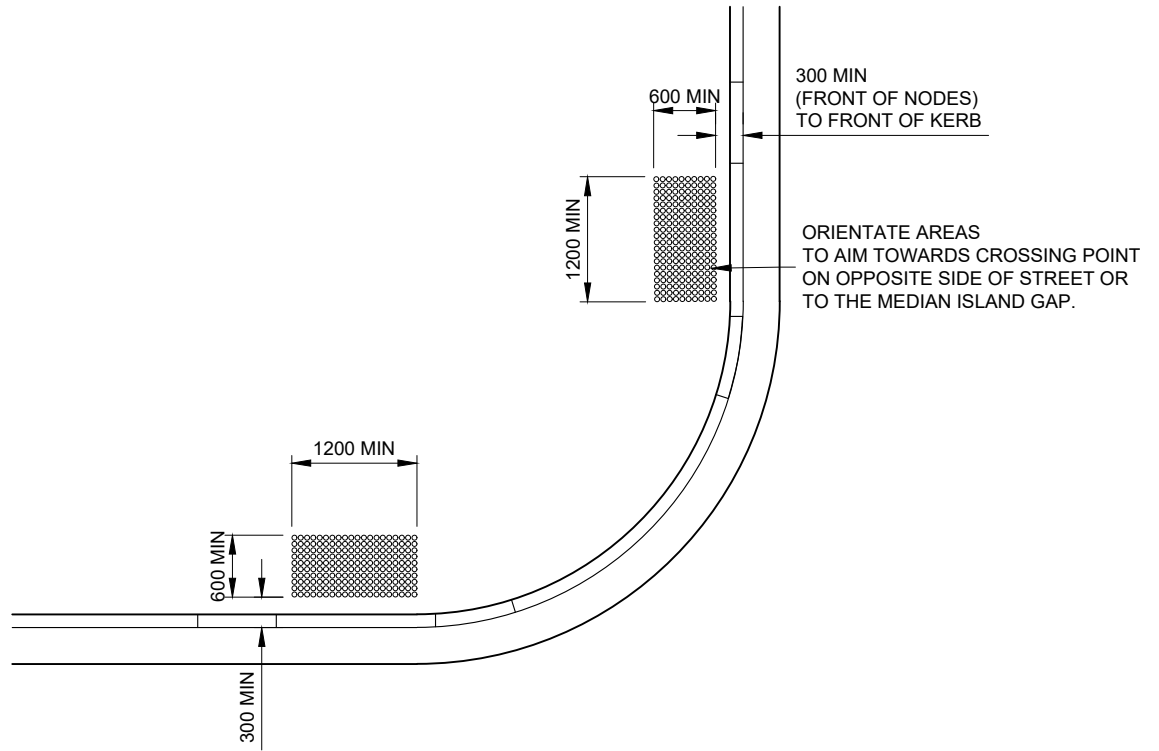 600 MIN
300 MIN
(FRONT OF NODES)
TO FRONT OF KERB
1200 MIN
ORIENTATE AREAS
TO AIM TOWARDS CROSSING POINT
ON OPPOSITE SIDE OF STREET OR
TO THE MEDIAN ISLAND GAP.
1200 MIN
600 MIN
300 MIN